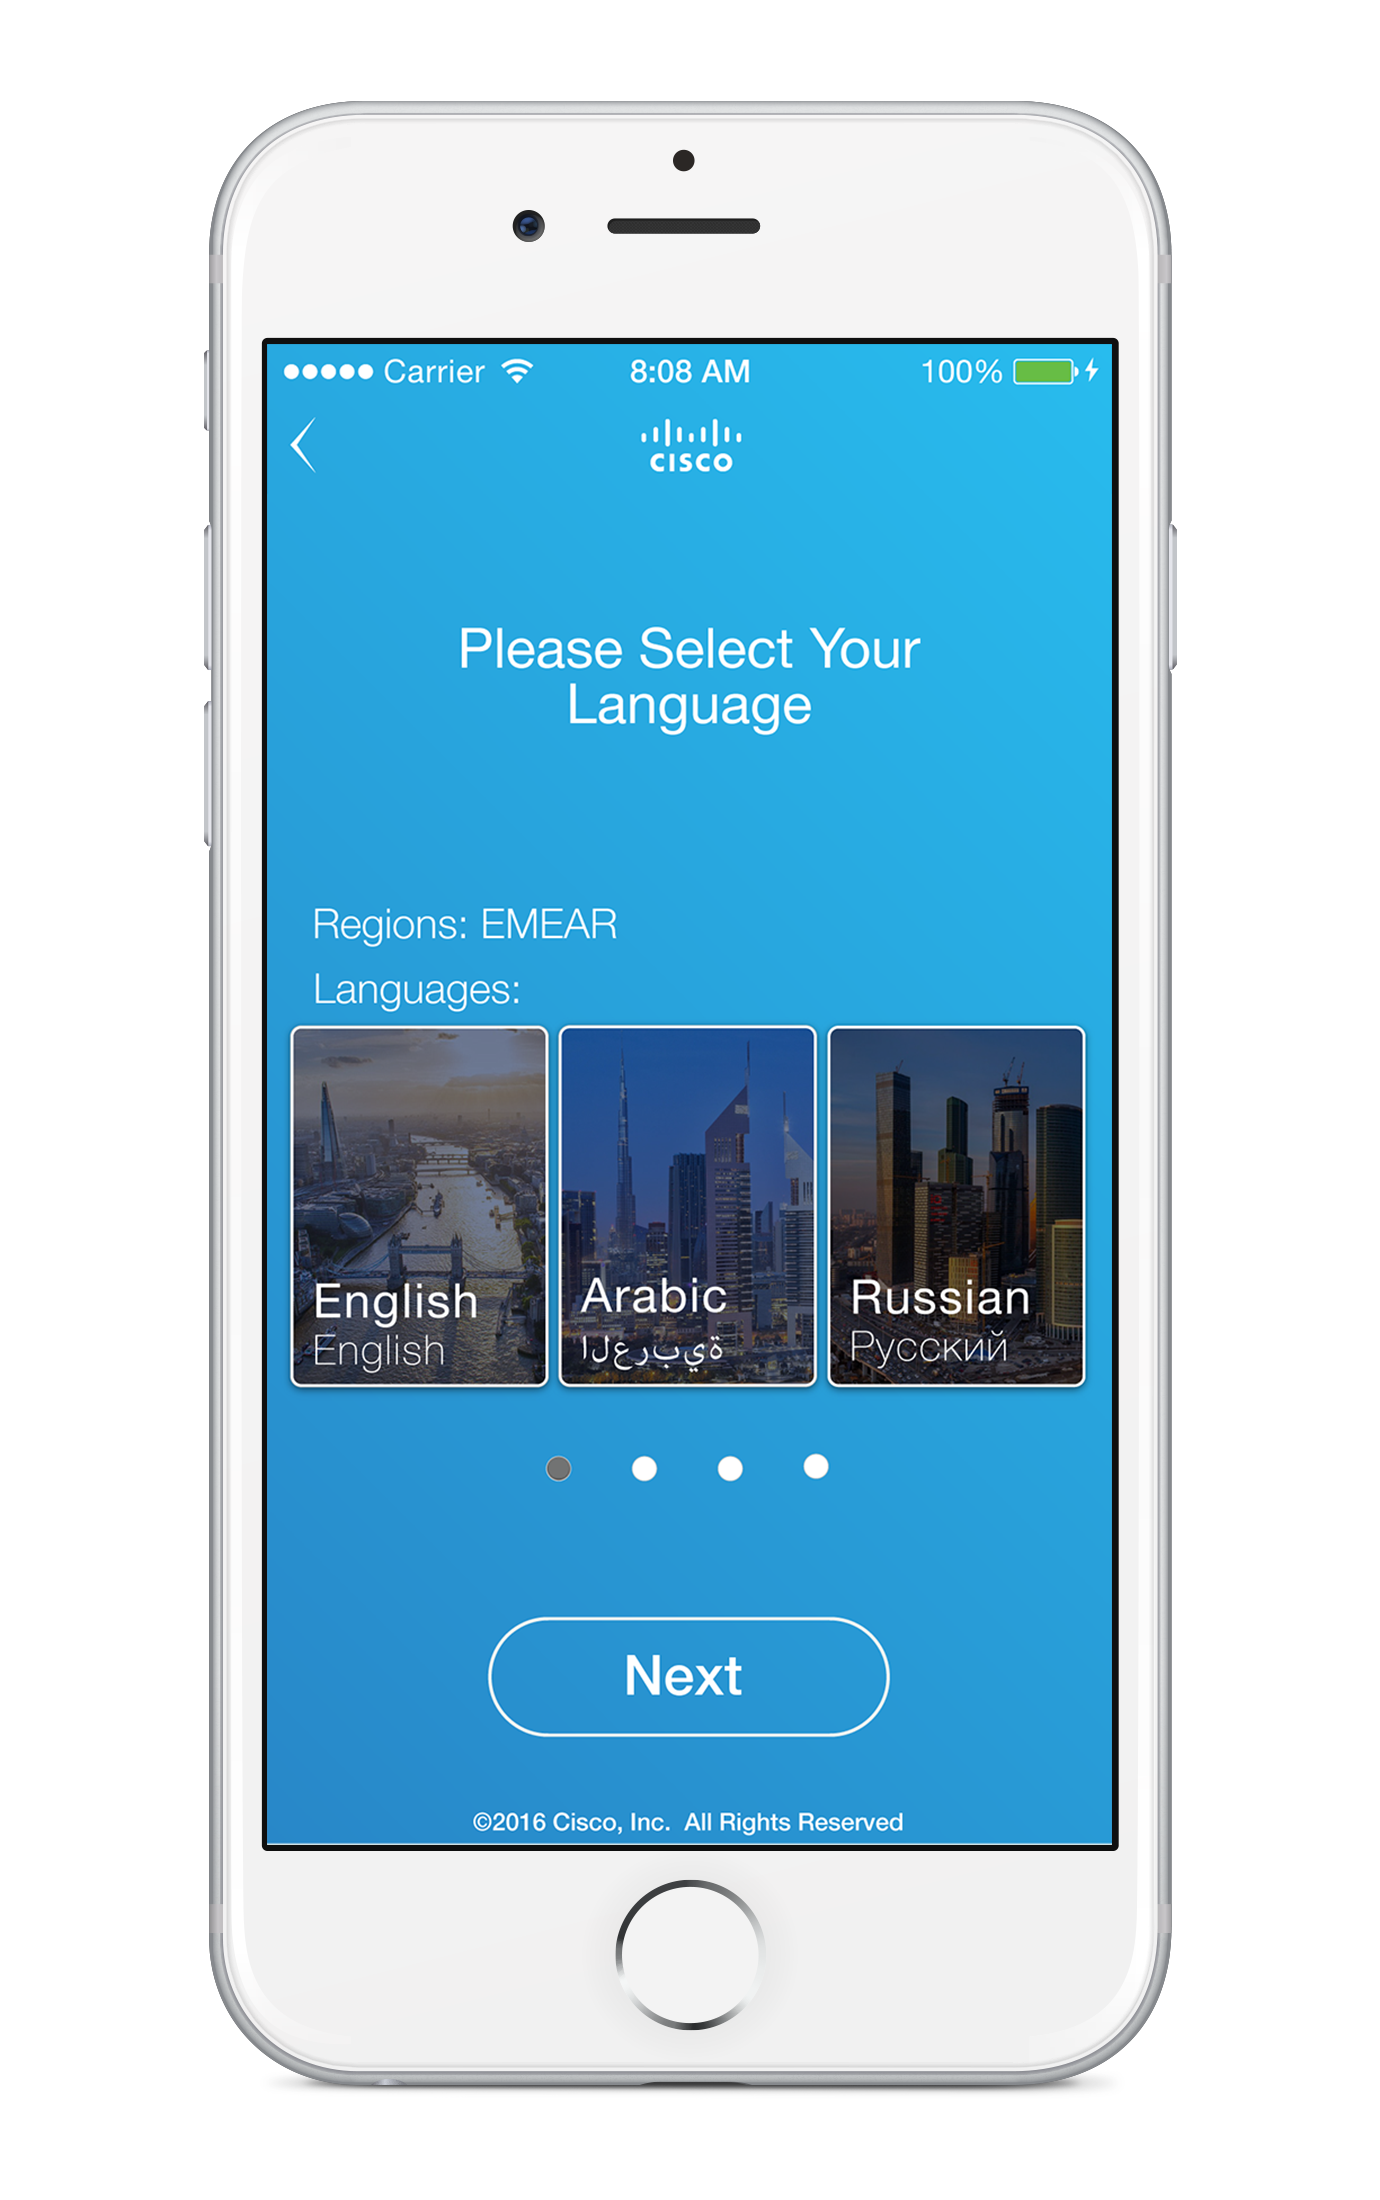 Carrier 8:08 AM 100%
CISCO
Please Select Your
Language
Regions: EMEAR
Languages:
English
English
Arabic
العربية
Russian
Русский
Next
©2016 Cisco, Inc. All Rights Reserved